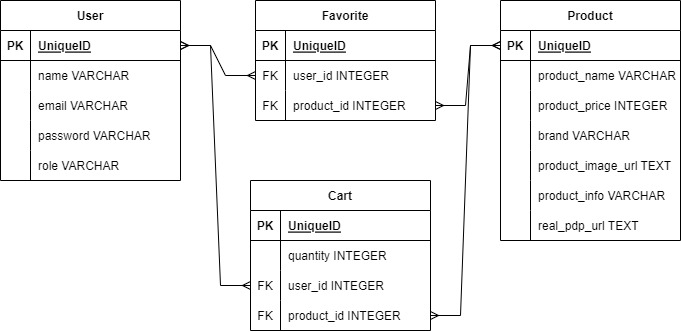 User
PK UniqueID
name VARCHAR
email VARCHAR
password VARCHAR
role VARCHAR
Favorite
PK UniqueID
FK user_id INTEGER
FK product_id INTEGER
Product
PK UniqueID
product_name VARCHAR
product_price INTEGER
brand VARCHAR
product_image_url TEXT
product_info VARCHAR
real_pdp_url TEXT
Cart
PK UniqueID
quantity INTEGER
FK user_id INTEGER
FK product_id INTEGER